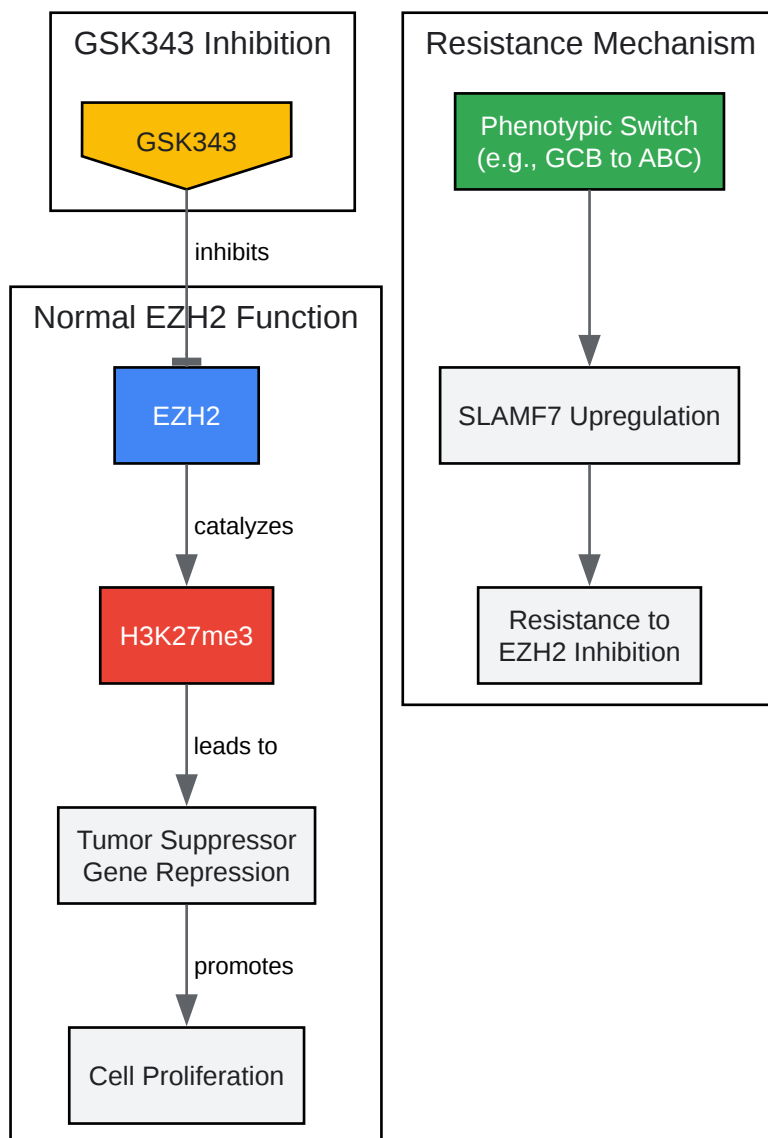 GSK343 Inhibition
GSK343
inhibits
Normal EZH2 Function
EZH2
catalyzes
H3K27me3
leads to
Tumor Suppressor
Gene Repression
promotes
Cell Proliferation
Resistance Mechanism
Phenotypic Switch
(e.g., GCB to ABC)
SLAMF7 Upregulation
Resistance to
EZH2 Inhibition